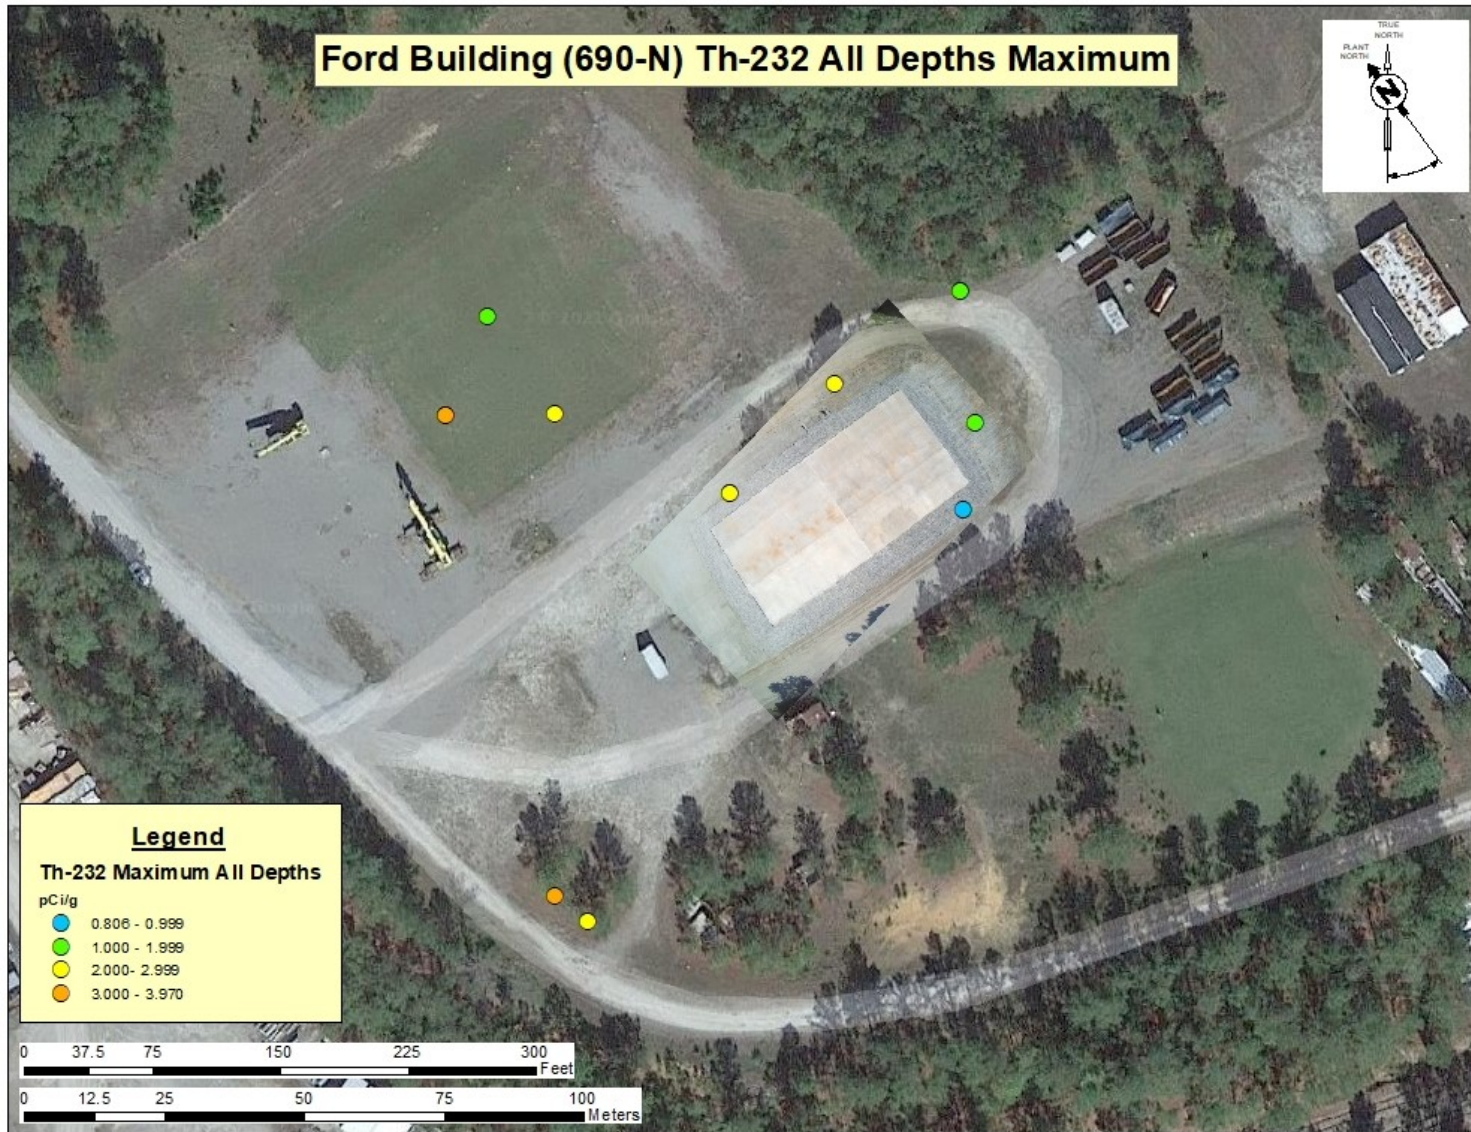 Ford Building (690-N) Th-232 All Depths Maximum
TRUE
NORTH
PLANT
NORTH
N
Legend
Th-232 Maximum All Depths
pCi/g
0.806 - 0.999
1.000 - 1.999
2.000- 2.999
3.000 - 3.970
0 37.5 75 150 225 300
Feet
0 12.5 25 50 75 100
Meters